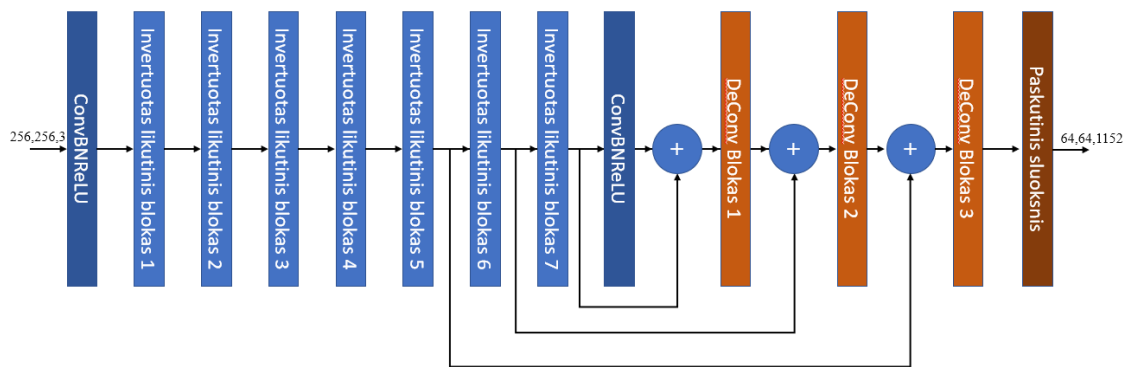 256,256,3
ConvBNReLU
Invertuotas likutinis blokas 1
Invertuotas likutinis blokas 2
Invertuotas likutinis blokas 3
Invertuotas likutinis blokas 4
Invertuotas likutinis blokas 5
Invertuotas likutinis blokas 6
Invertuotas likutinis blokas 7
ConvBNReLU
+
DeConv Blokas 1
+
DeConv Blokas 2
+
DeConv Blokas 3
Paskutinis sluoksnis
64,64,1152